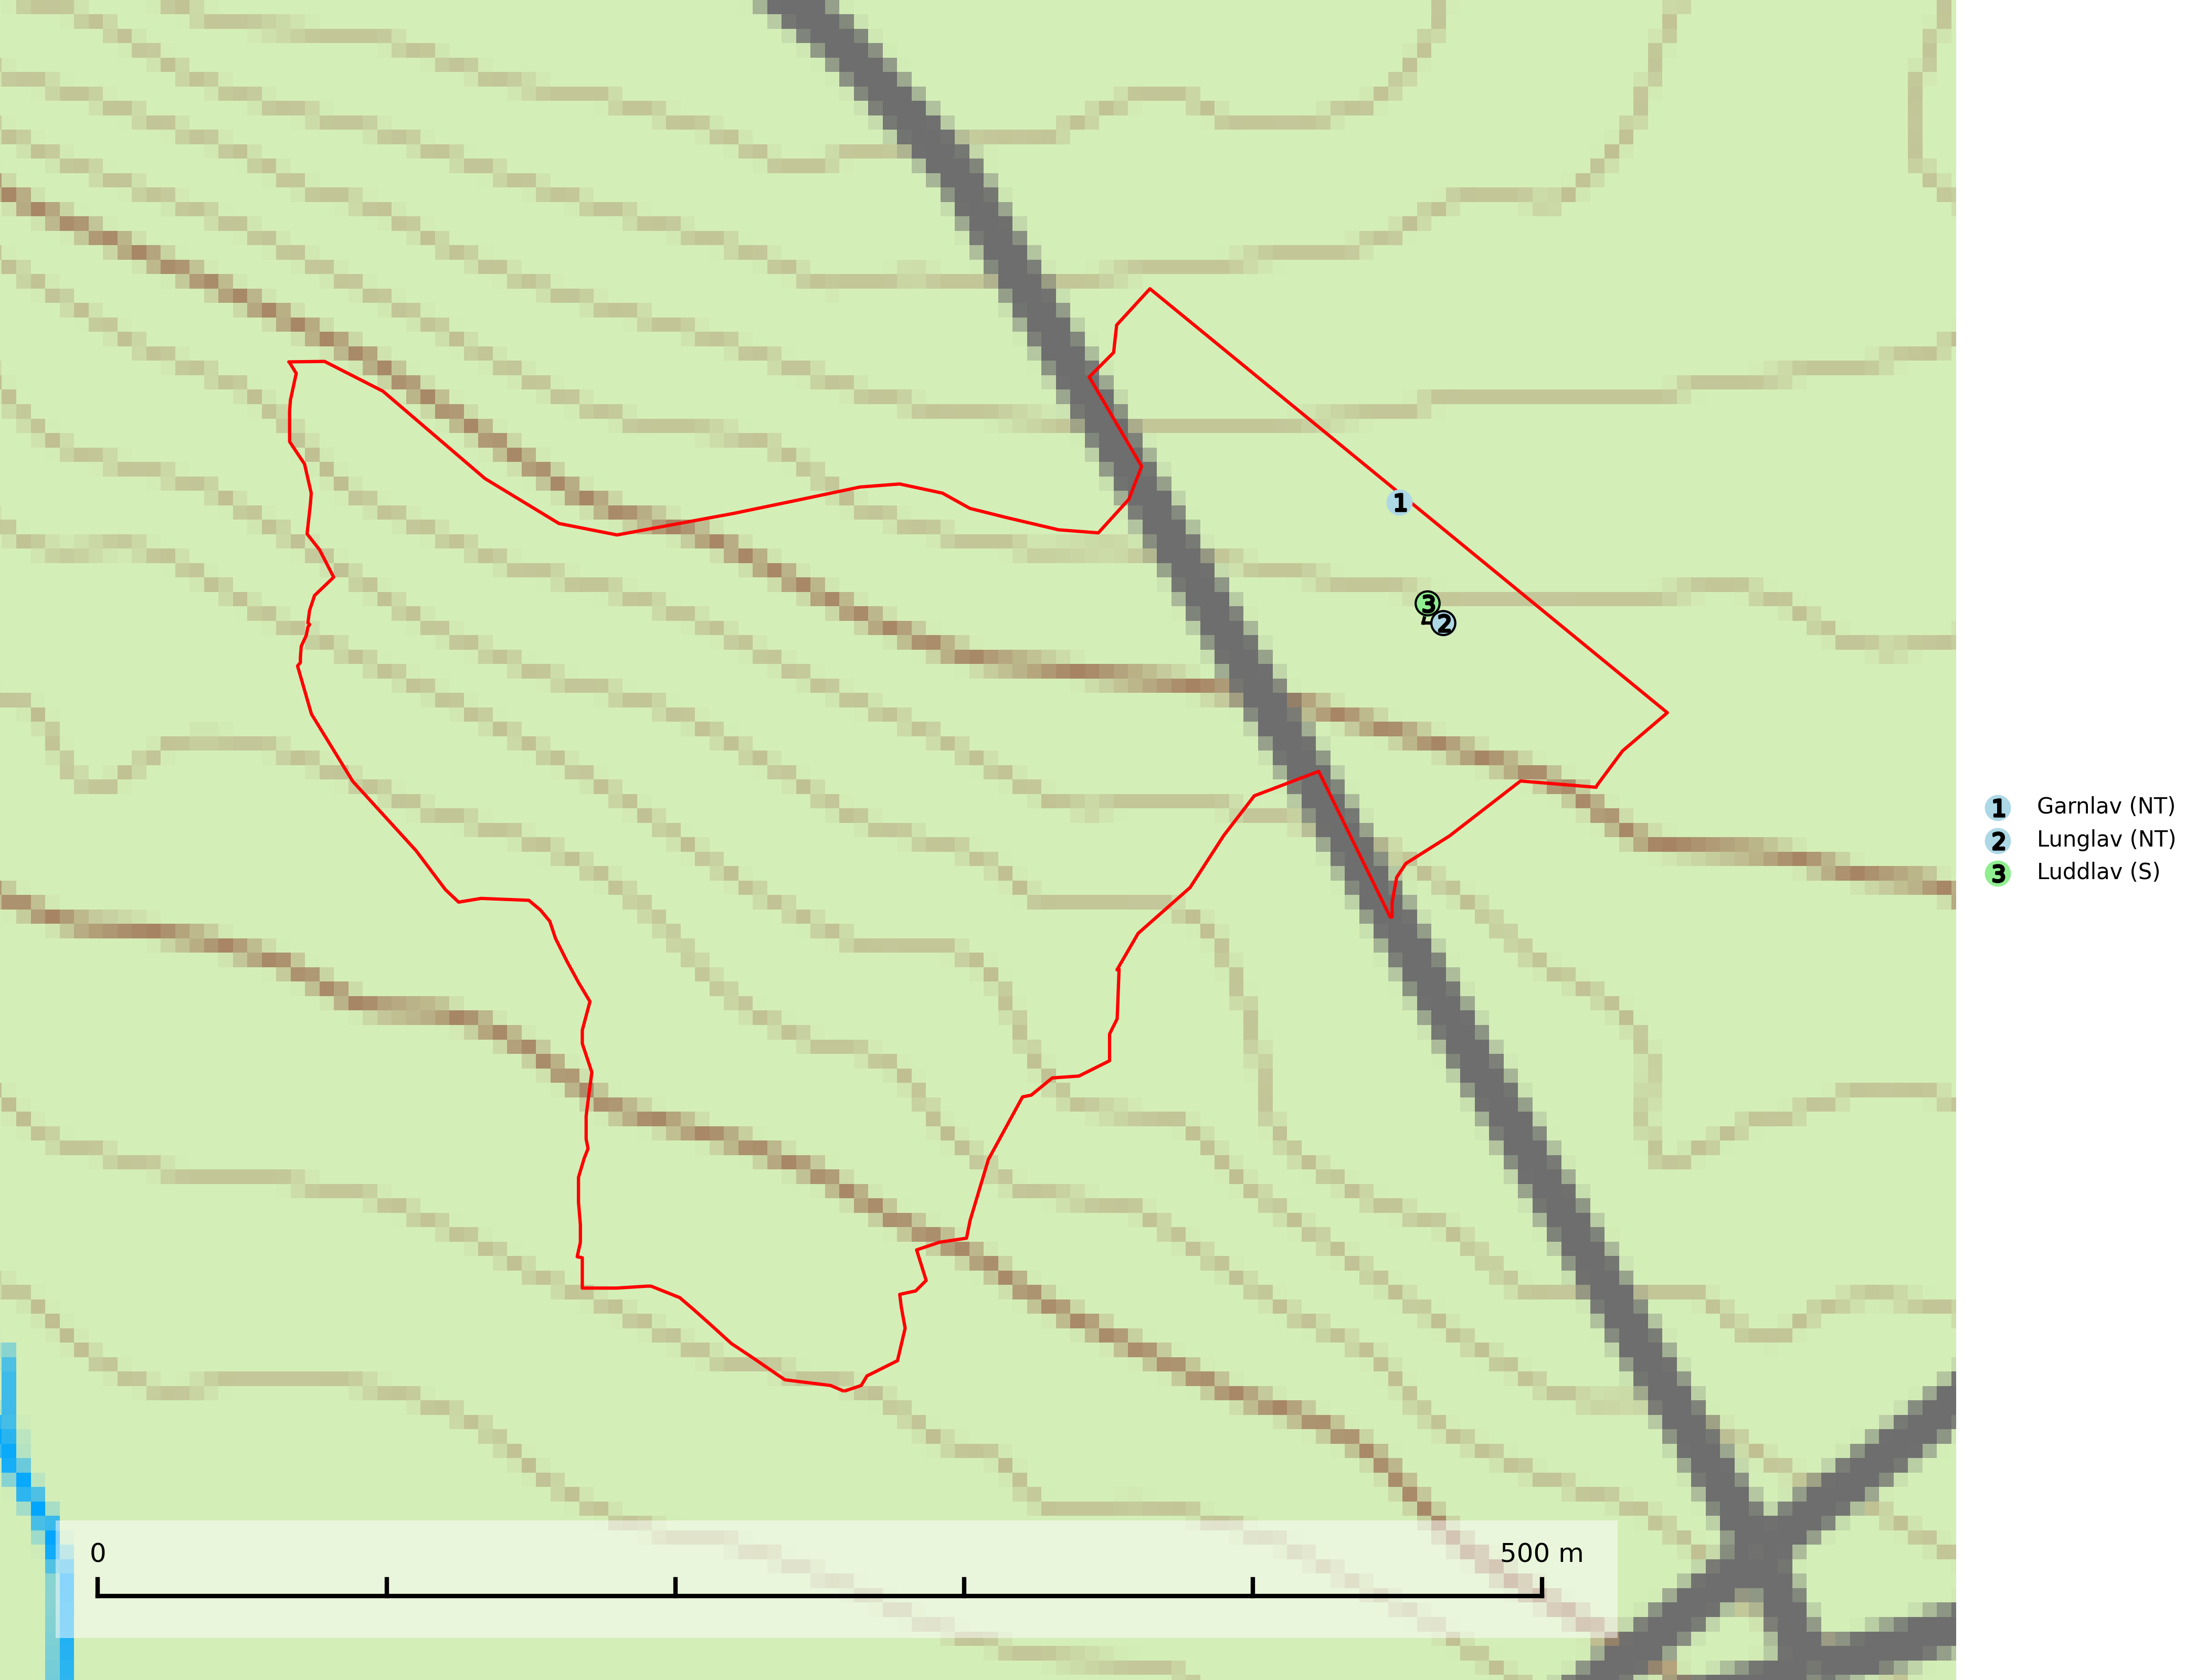 1
3
2
1 Garnlav (NT)
2 Lunglav (NT)
3 Luddlav (S)
0 500 m